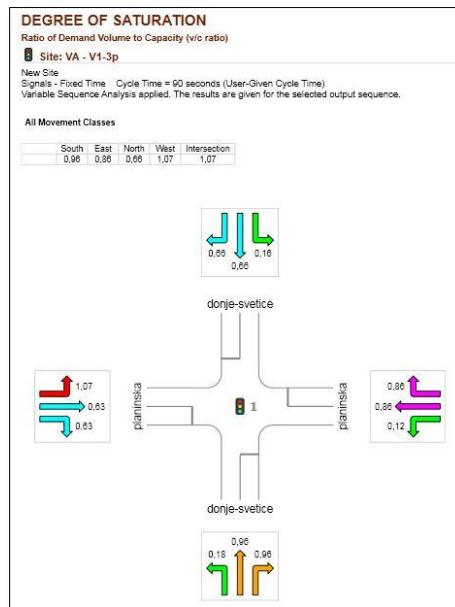 DEGREE OF SATURATION
Ratio of Demand Volume to Capacity (v/c ratio)
Site: VA - V1-3p
New Site
Signals - Fixed Time Cycle Time = 90 seconds (User-Given Cycle Time)
Variable Sequence Analysis applied. The results are given for the selected output sequence.
All Movement Classes
South East North West Intersection
0,96 0,86 0,66 1,07 1,07
0,66 0,16
0,66
donje-svetice
1,07
0,63
0,63
planinska
1
planinska
0,86
0,86
0,12
donje-svetice
0,96
0,18 0,96